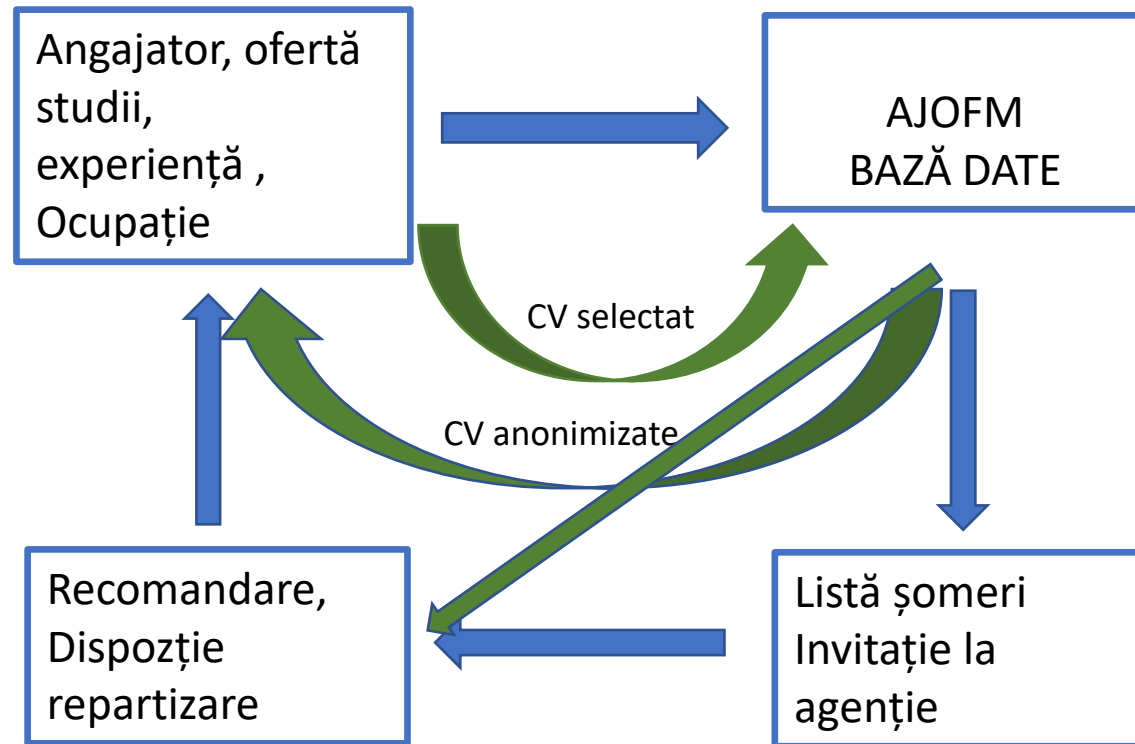 Angajator, ofertă
studii,
experiență ,
Ocupație
AJOFM
BAZĂ DATE
CV selectat
CV anonimizate
Recomandare,
Dispozție
repartizare
Listă șomeri
Invitație la
agenție